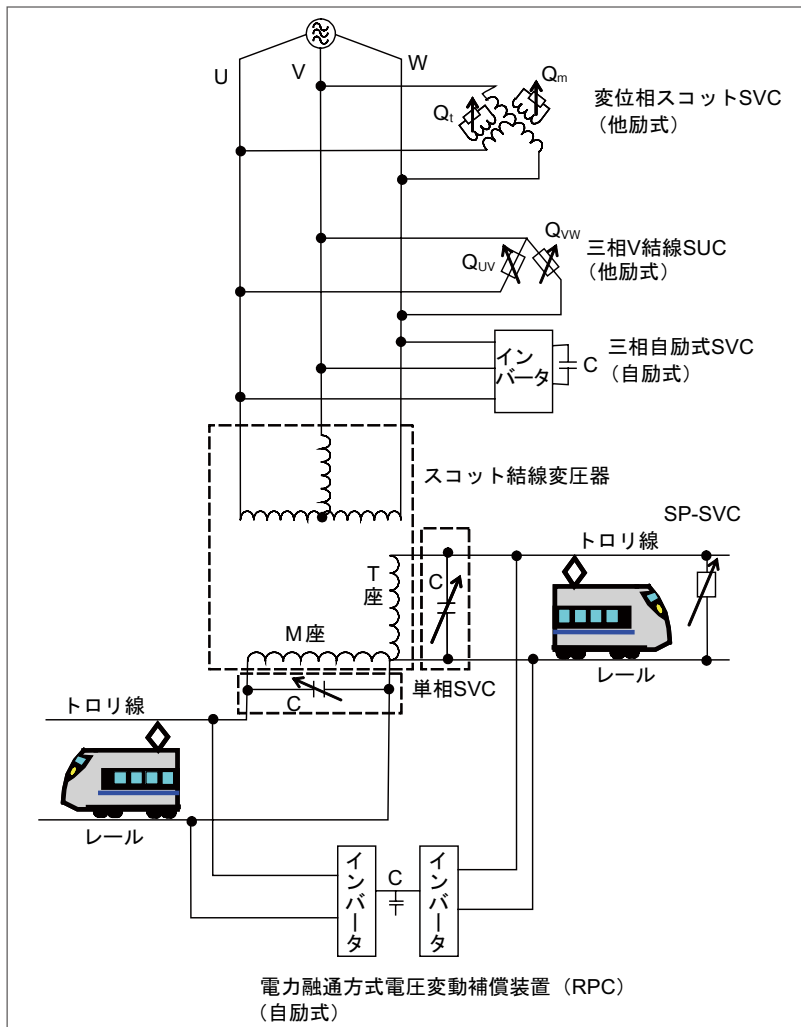 U
V
W
Qt
Qm
変位相スコットSVC
（他励式）
QUV
QVW
三相V結線SUC
（他励式）
イン
バータ
C
三相自励式SVC
（自励式）
スコット結線変圧器
SP-SVC
トロリ線
T座
C
M座
レール
単相SVC
C
トロリ線
レール
インバータ
C
インバータ
電力融通方式電圧変動補償装置（RPC）
（自励式）